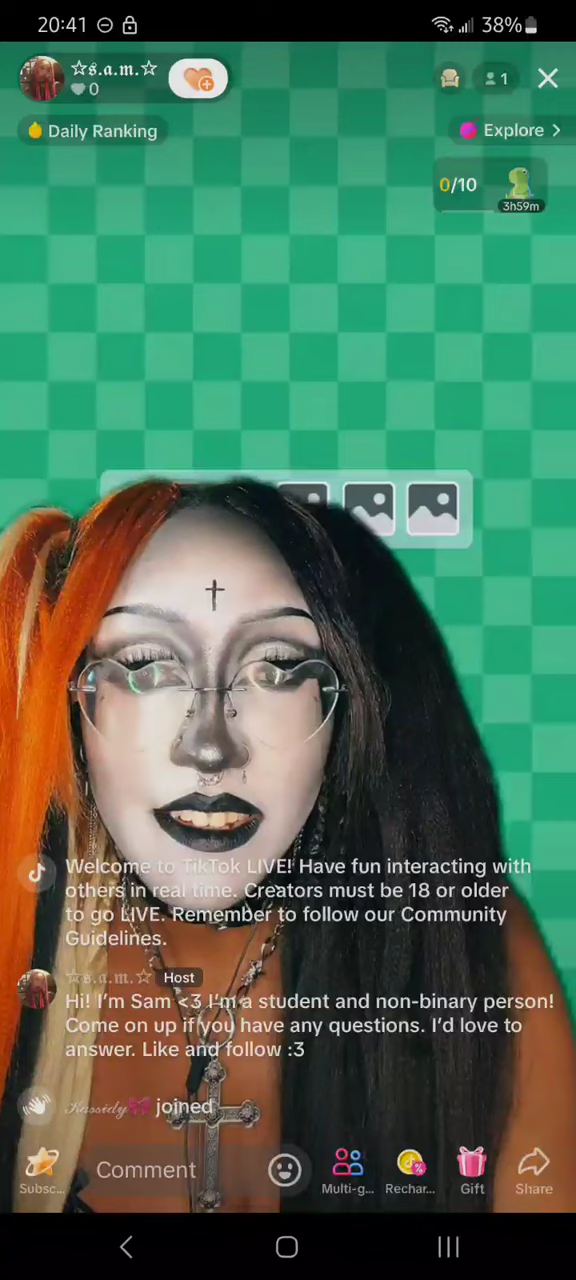 20:41 38%
☆𝖘.𝖆.𝖒.☆
0
1
Daily Ranking
Explore >
0/10
3h59m
Welcome to TikTok LIVE! Have fun interacting with
others in real time. Creators must be 18 or older
to go LIVE. Remember to follow our Community
Guidelines.
☆𝖘.𝖆.𝖒.☆ Host
Hi! I'm Sam <3 I'm a student and non-binary person!
Come on up if you have any questions. I'd love to
answer. Like and follow :3
𝒦𝒶𝓈𝓈𝒾𝒹𝓎🎀 joined
Comment
Subsc... Multi-g... Rechar... Gift Share